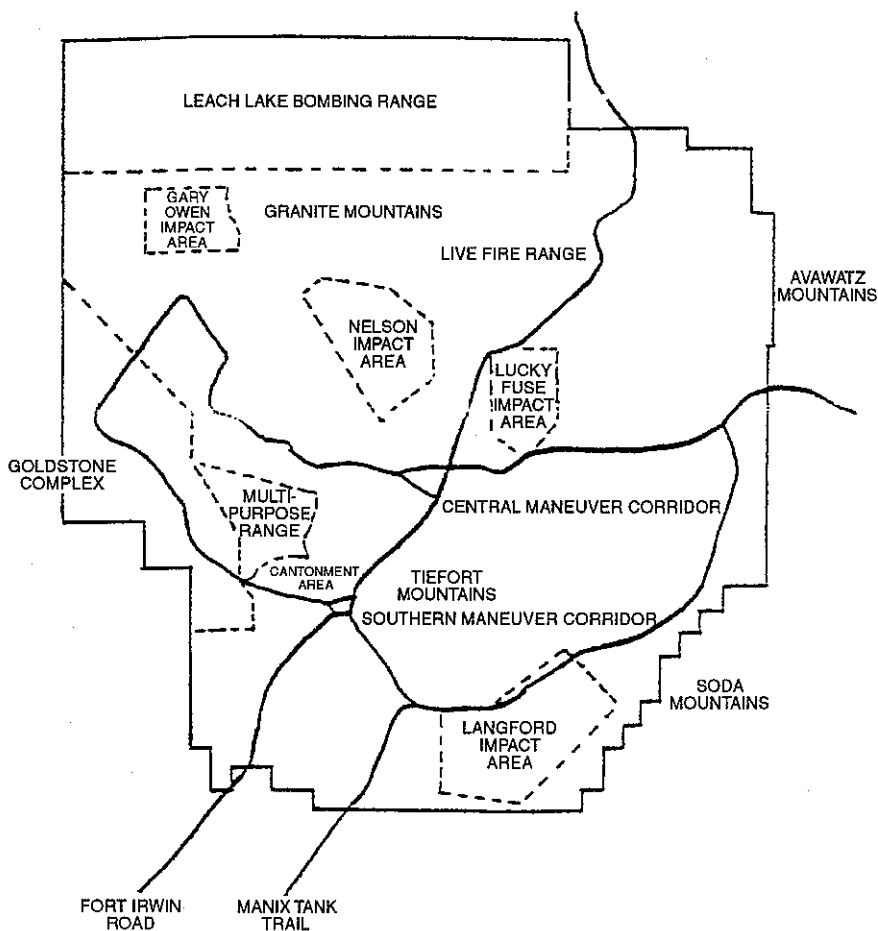 LEACH LAKE BOMBING RANGE
GARY
OWEN
IMPACT
AREA
GRANITE MOUNTAINS
LIVE FIRE RANGE
AVAWATZ
MOUNTAINS
NELSON
IMPACT
AREA
LUCKY
FUSE
IMPACT
AREA
GOLDSTONE
COMPLEX
MULTI-
PURPOSE
RANGE
CENTRAL MANEUVER CORRIDOR
CANTONMENT
AREA
TIEFORT
MOUNTAINS
SOUTHERN MANEUVER CORRIDOR
SODA
MOUNTAINS
LANGFORD
IMPACT
AREA
FORT IRWIN
ROAD
MANIX TANK
TRAIL